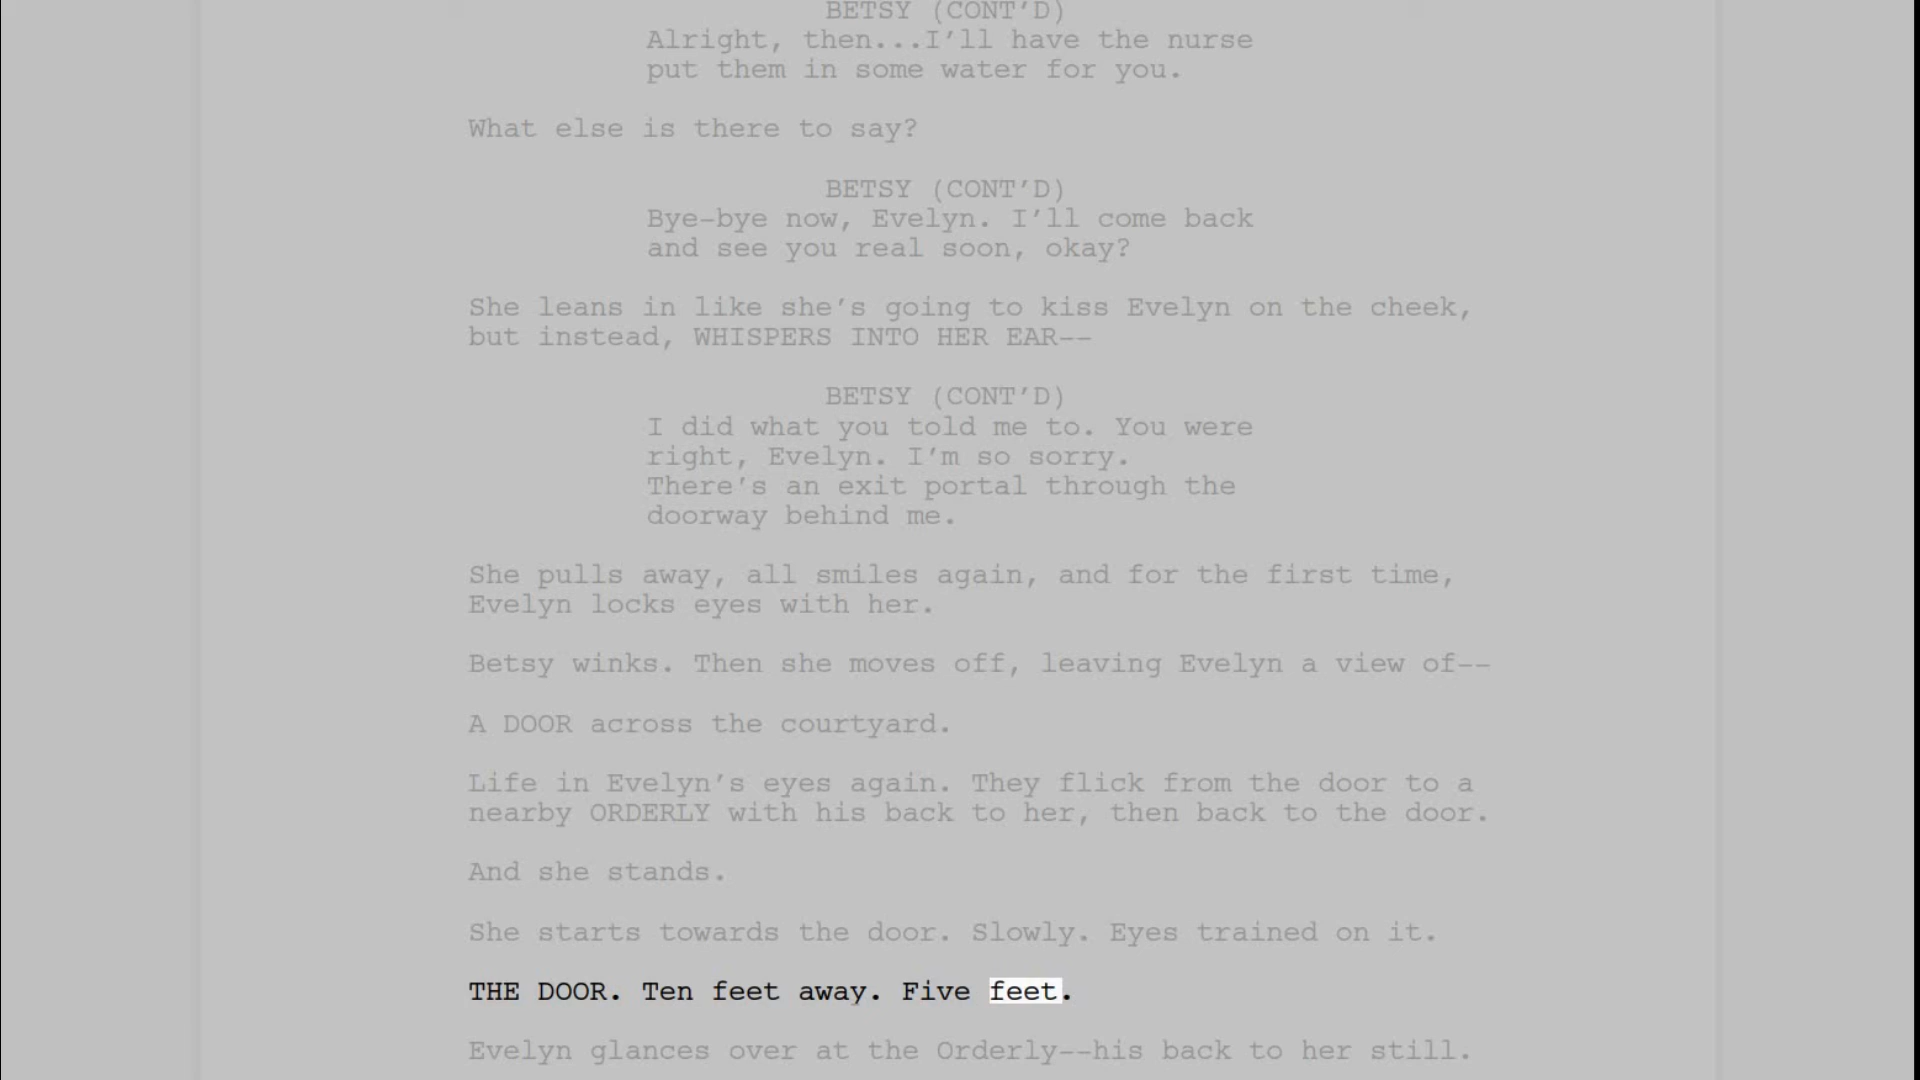 BETSY (CONT'D)
Alright, then...I'll have the nurse
put them in some water for you.
What else is there to say?
BETSY (CONT'D)
Bye-bye now, Evelyn. I'll come back
and see you real soon, okay?
She leans in like she's going to kiss Evelyn on the cheek,
but instead, WHISPERS INTO HER EAR--
BETSY (CONT'D)
I did what you told me to. You were
right, Evelyn. I'm so sorry.
There's an exit portal through the
doorway behind me.
She pulls away, all smiles again, and for the first time,
Evelyn locks eyes with her.
Betsy winks. Then she moves off, leaving Evelyn a view of--
A DOOR across the courtyard.
Life in Evelyn's eyes again. They flick from the door to a
nearby ORDERLY with his back to her, then back to the door.
And she stands.
She starts towards the door. Slowly. Eyes trained on it.
THE DOOR. Ten feet away. Five feet.
Evelyn glances over at the Orderly--his back to her still.